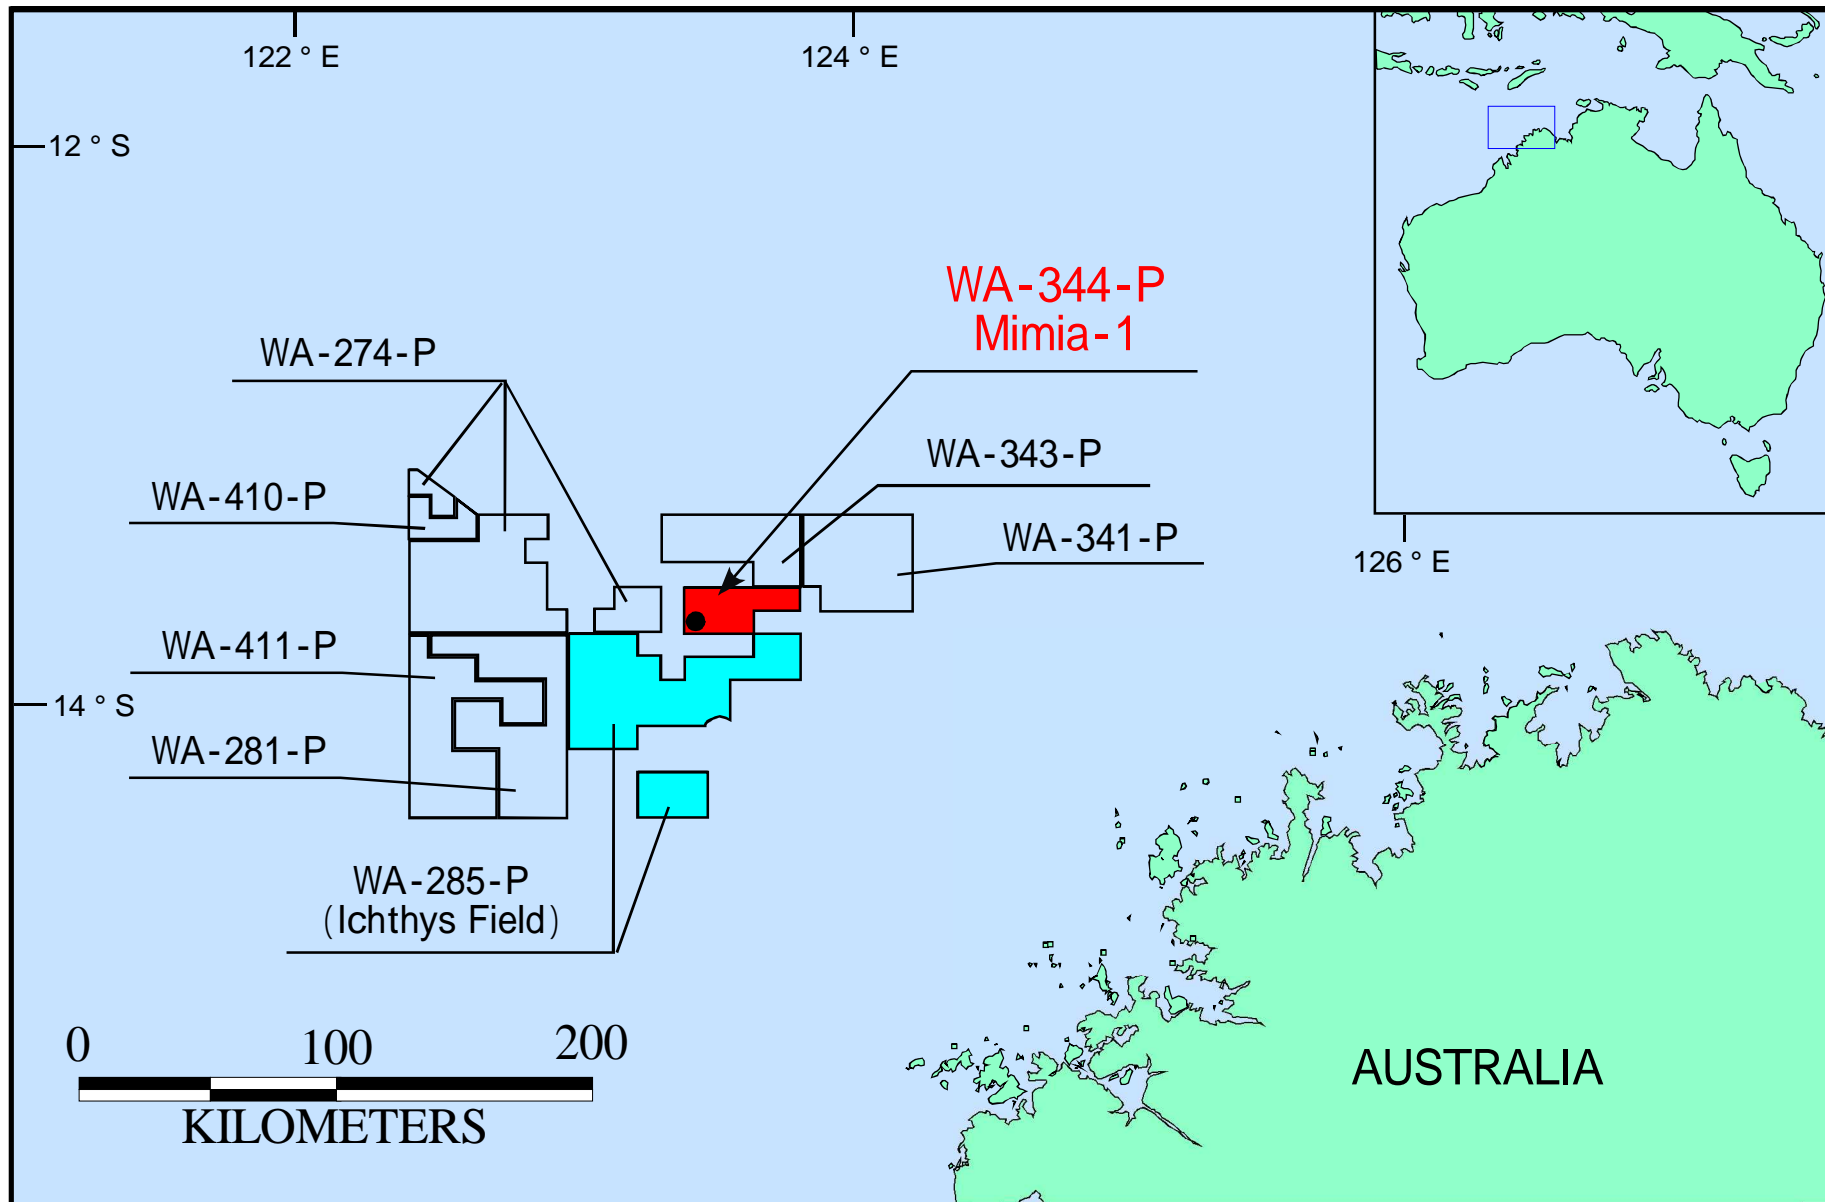 122 ° E
124 ° E
12 ° S
WA-344-P
Mimia-1
WA-274-P
WA-343-P
WA-410-P
WA-341-P
126 ° E
WA-411-P
14 ° S
WA-281-P
WA-285-P
(Ichthys Field)
0 100 200
KILOMETERS
AUSTRALIA